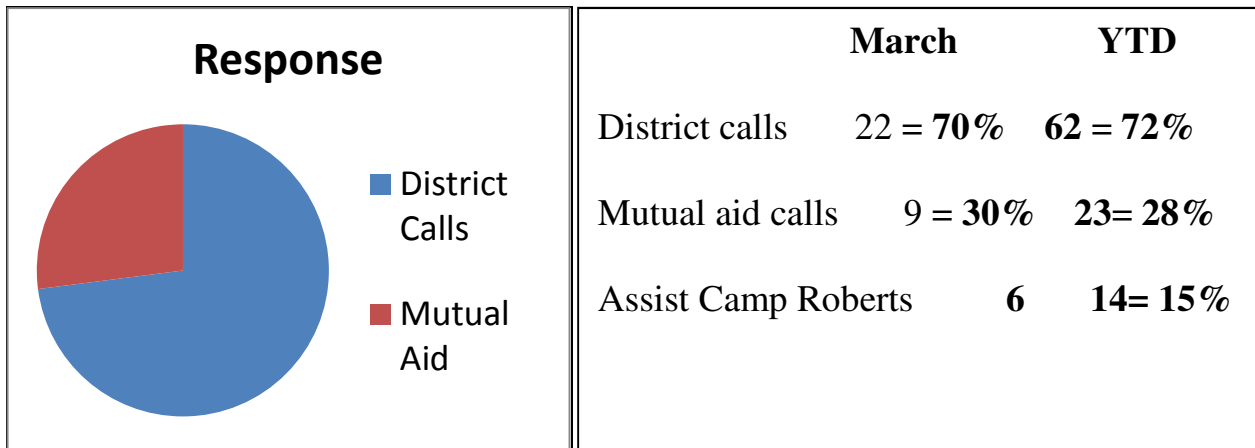 Response
District
Calls
Mutual
Aid
March YTD
District calls 22 = 70% 62 = 72%
Mutual aid calls 9 = 30% 23= 28%
Assist Camp Roberts 6 14= 15%